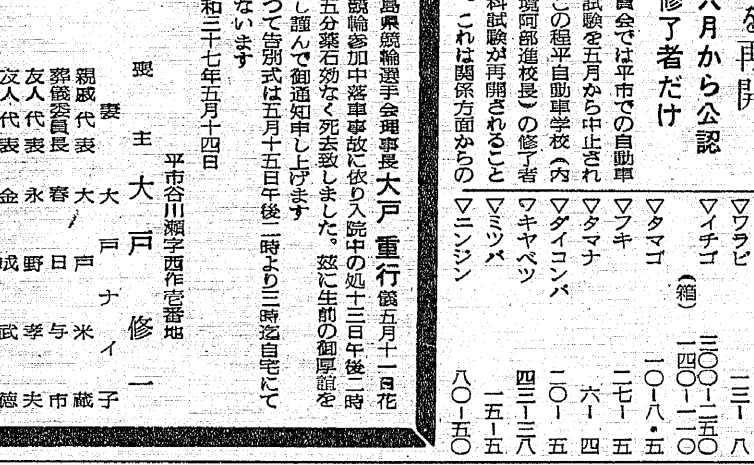 を再開
八月から公認
修了者だけ
員会では平市での自動車
試験を五月から中止され
この程平自動車学校(内
境阿部進校長)の修了者
科試験が再開されること
。これは関係方面からの
▽ワラビ 一三ー八
▽イチゴ 三〇〇ー二五〇
(箱) 一四〇ー一一〇
▽タマゴ 一〇ー八・五
▽フキ 二七ー五
▽タマナ 六ー四
▽ダイコンパ 二〇ー五
▽キヤベツ 四三ー三八
▽ミツバ 一五ー五
▽ニンジン 八〇ー五〇
島県競輪選手会理事長大戸重行儀五月十一日花
競輪参加中落車事故に依り入院中の処十三日午後二時
五分薬石効なく死去致しました。茲に生前の御厚誼を
し謹んで御通知申し上げます
つて告別式は五月十五日午後一時より三時迄自宅にて
ないます
和三十七年五月十四日
平市谷川瀬字西作壱番地
喪主 大戸修一
妻 大戸ナイ子
親戚代表 大戸米蔵
葬儀委員長 春日与市
友人代表 永野孝夫
友人代表 金成武徳